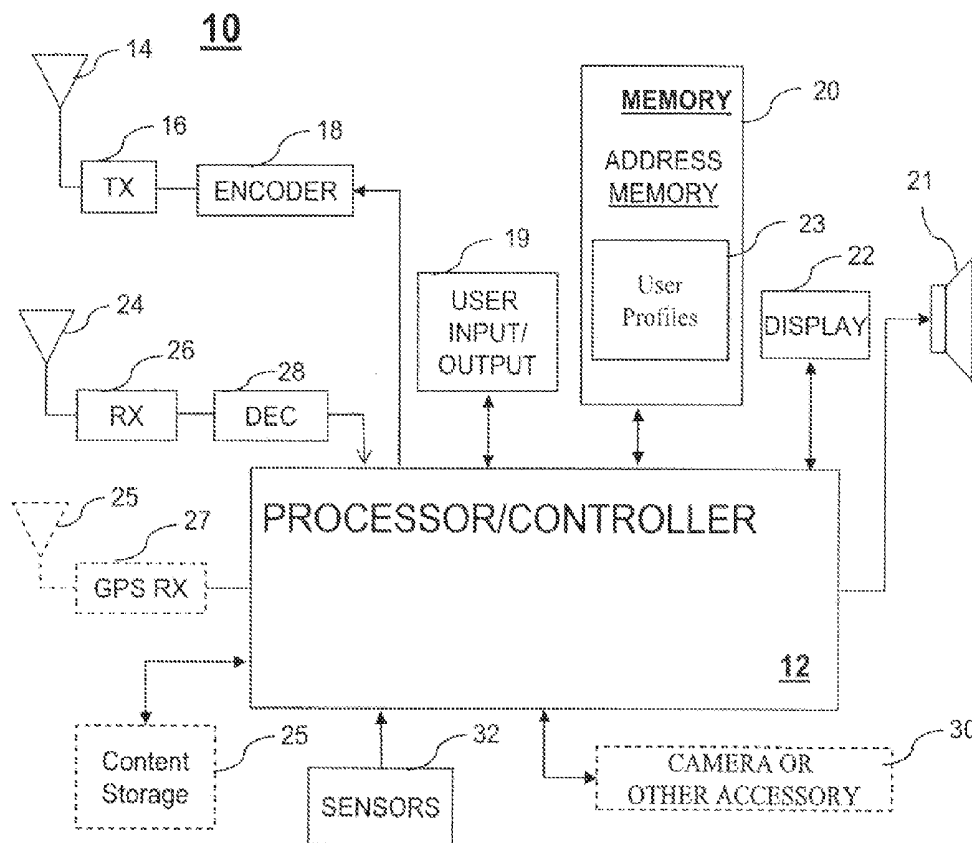 10
14
16
18
TX
ENCODER
MEMORY
20
ADDRESS
MEMORY
23
User
Profiles
19
USER
INPUT/
OUTPUT
22
DISPLAY
21
24
26
28
RX
DEC
25
27
GPS RX
PROCESSOR/CONTROLLER
12
25
Content
Storage
32
SENSORS
30
CAMERA OR
OTHER ACCESSORY